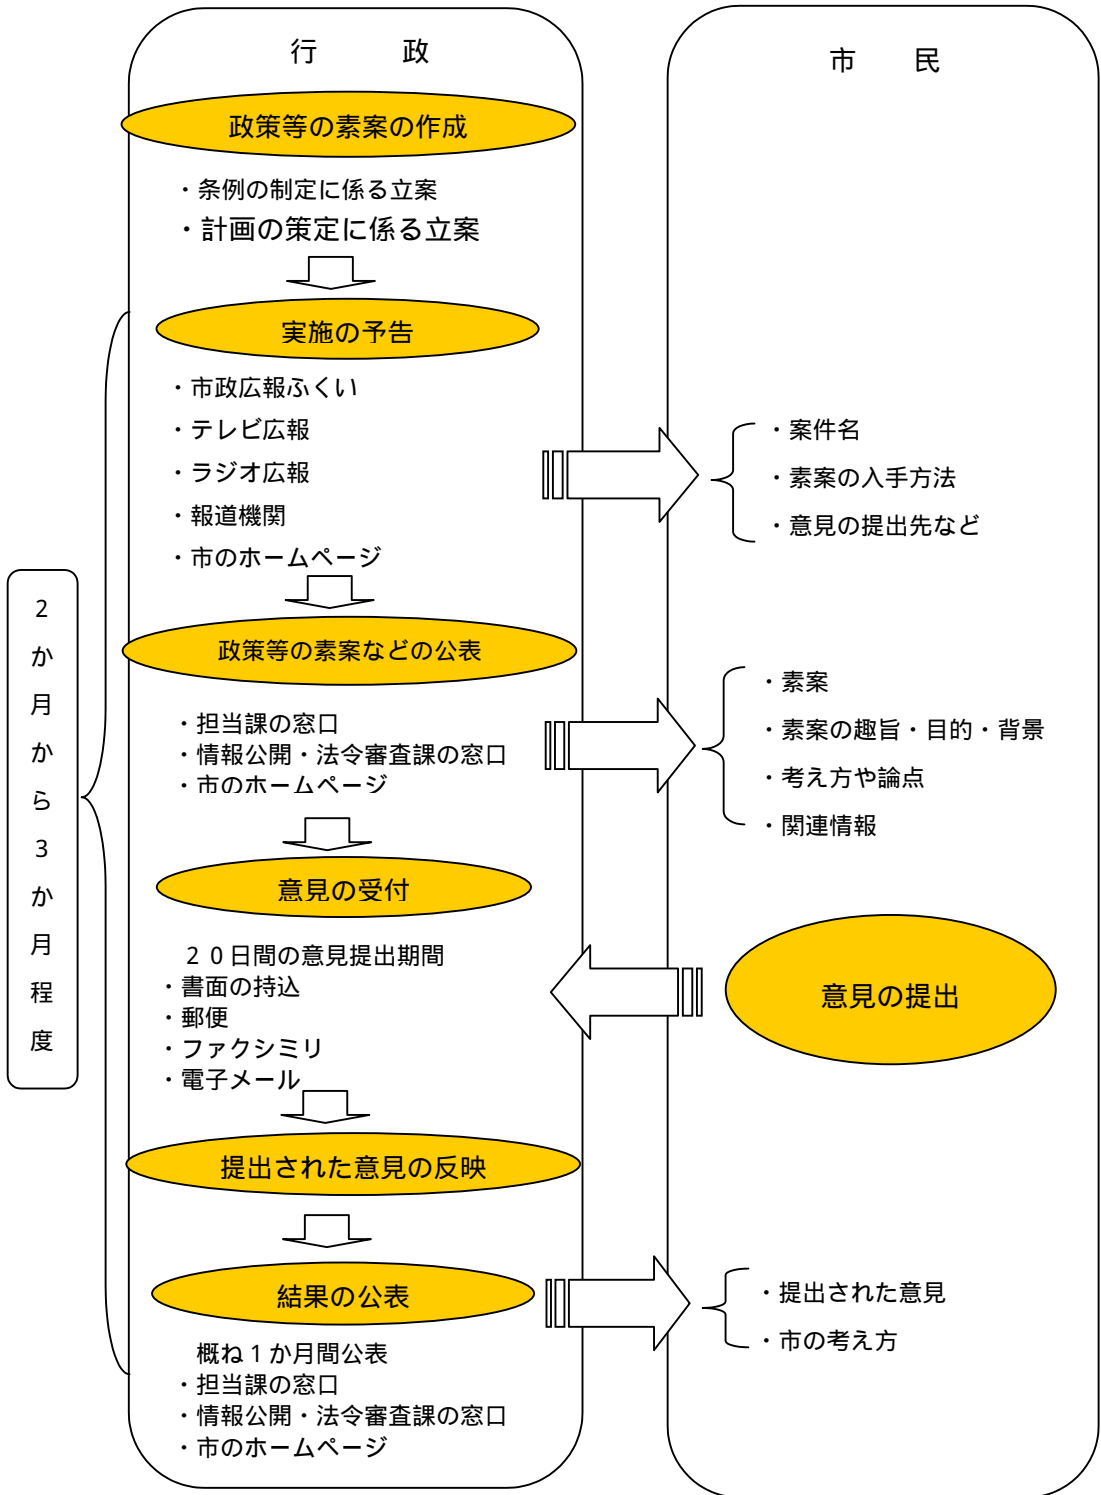 行　政
市　民
政策等の素案の作成
・条例の制定に係る立案
・計画の策定に係る立案
実施の予告
・市政広報ふくい
・テレビ広報
・ラジオ広報
・報道機関
・市のホームページ
・案件名
・素案の入手方法
・意見の提出先など
政策等の素案などの公表
・担当課の窓口
・情報公開・法令審査課の窓口
・市のホームページ
・素案
・素案の趣旨・目的・背景
・考え方や論点
・関連情報
意見の受付
２０日間の意見提出期間
・書面の持込
・郵便
・ファクシミリ
・電子メール
意見の提出
提出された意見の反映
結果の公表
概ね１か月間公表
・担当課の窓口
・情報公開・法令審査課の窓口
・市のホームページ
・提出された意見
・市の考え方
２か月から３か月程度